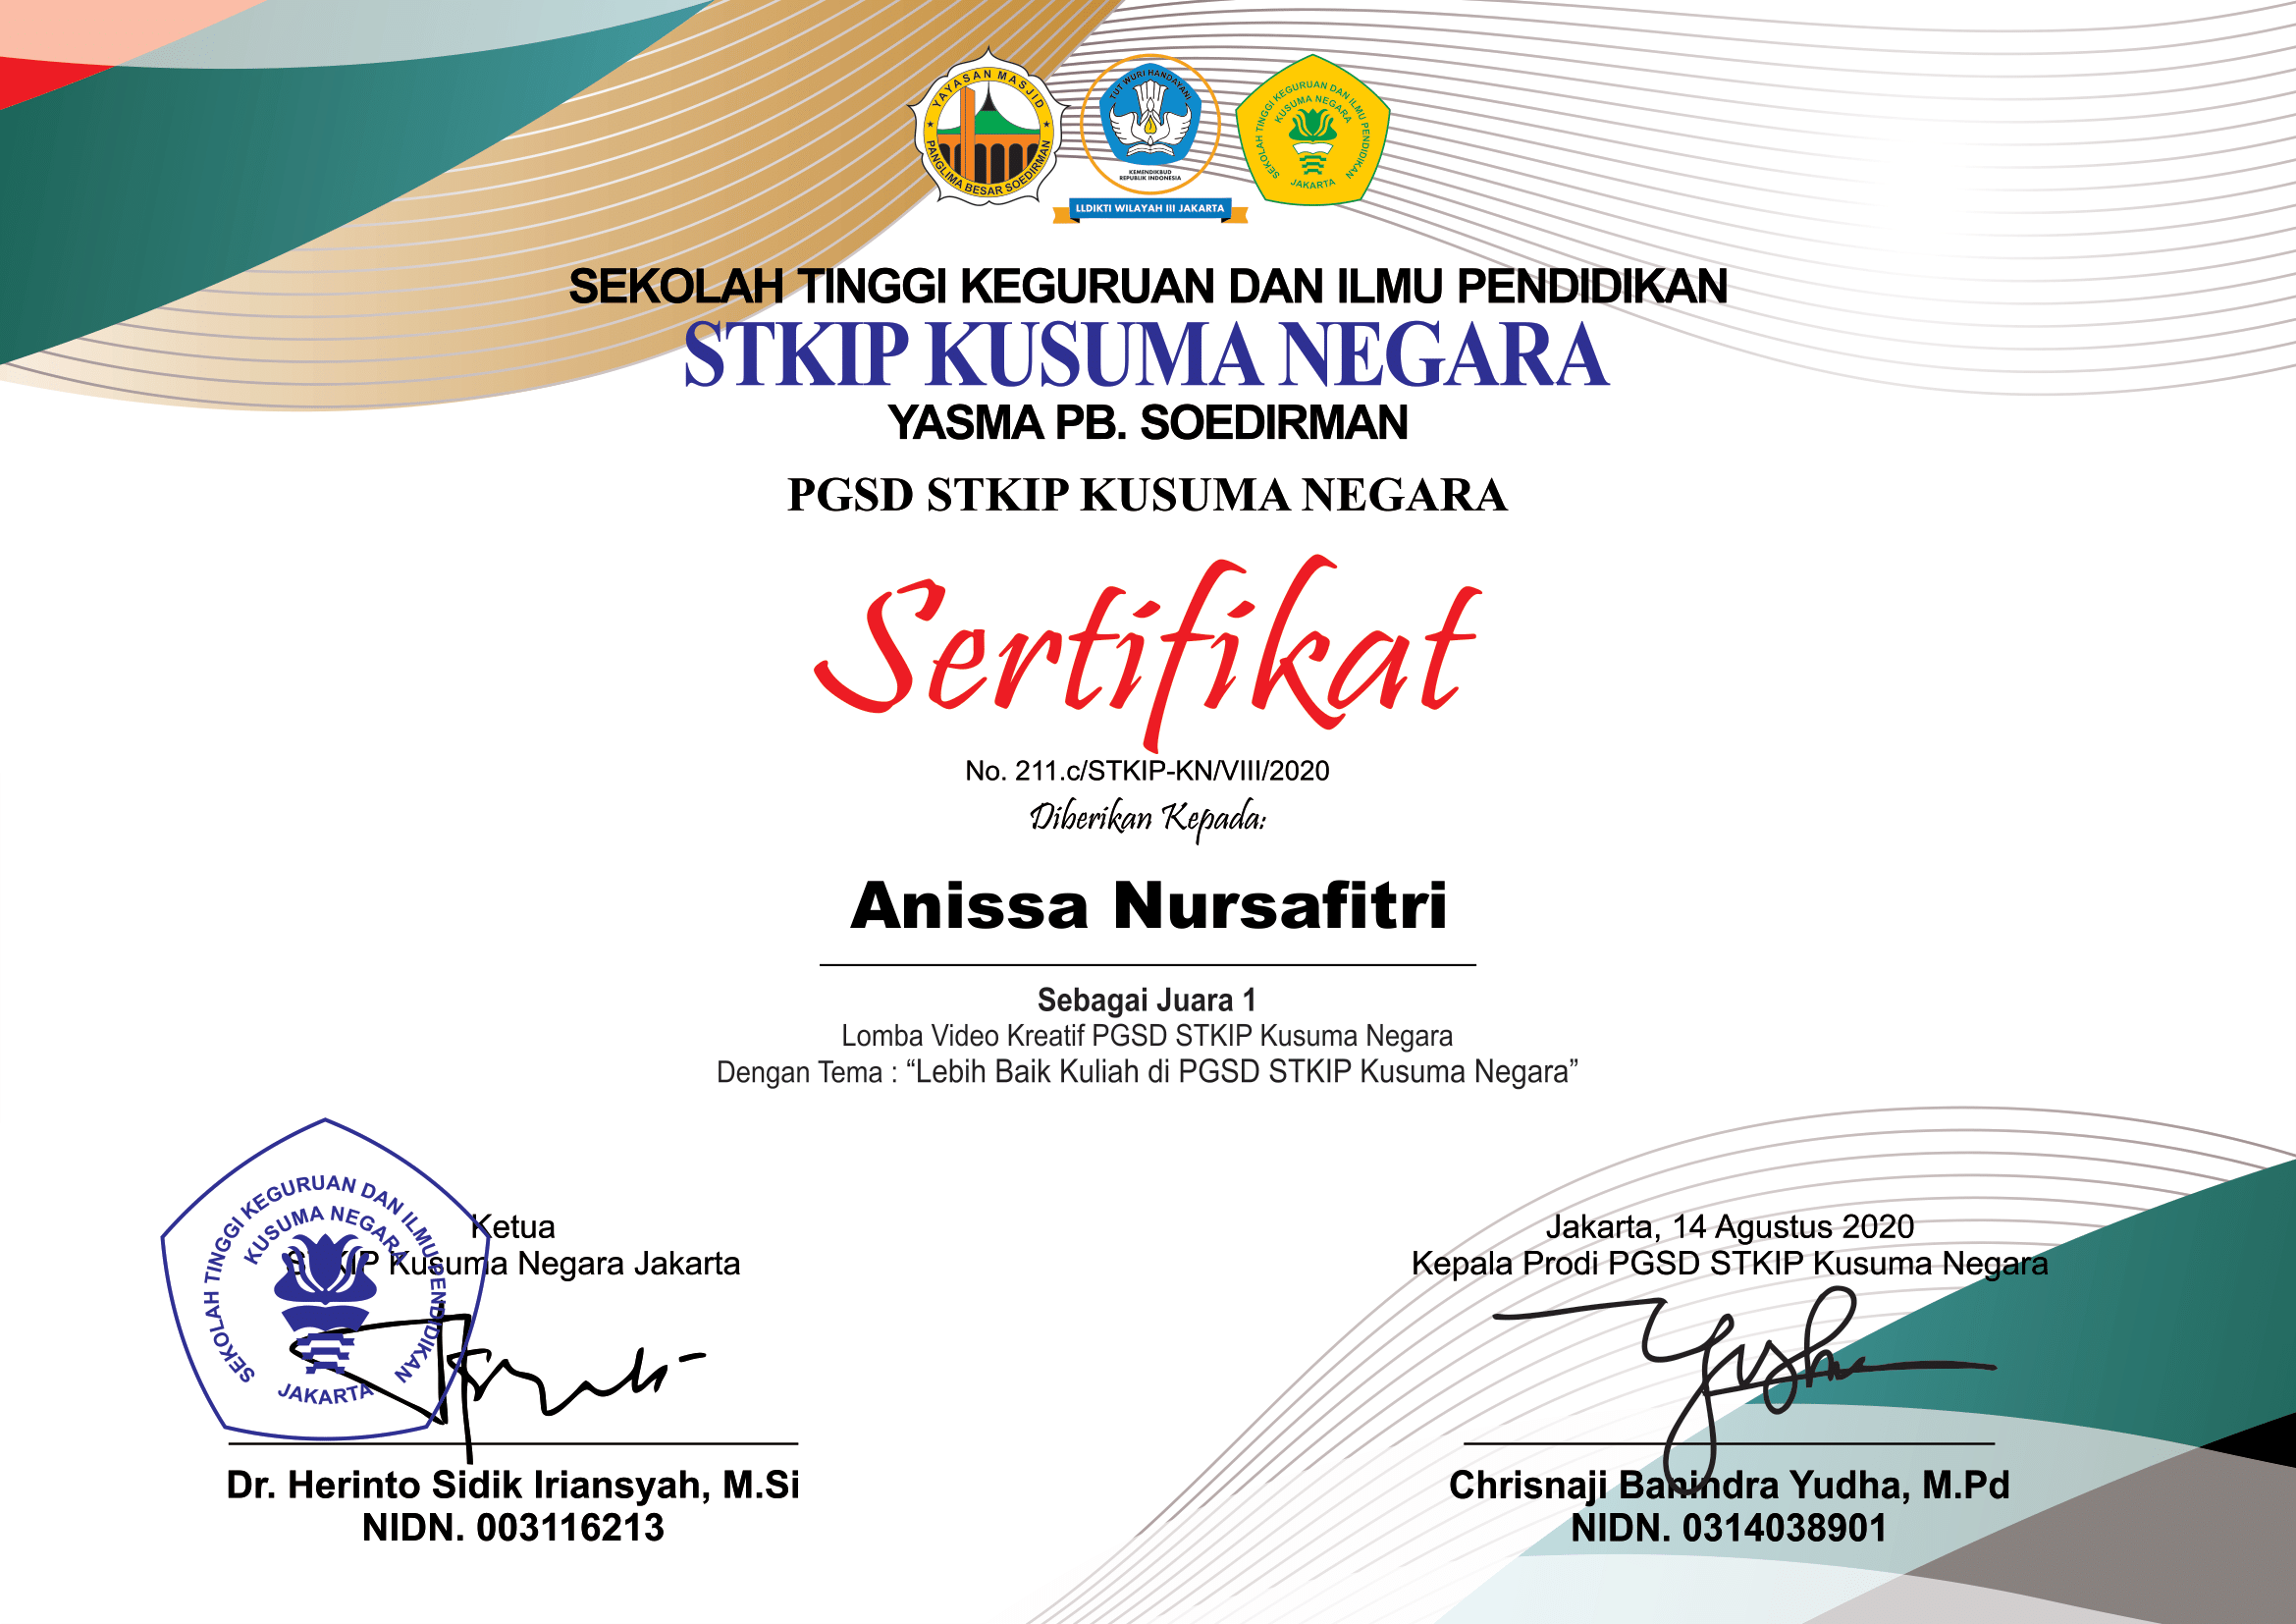 YAYASAN MASJID
PANGLIMA BESAR SOEDIRMAN
TUT WURI HANDAYANI
KEMENDIKBUD
REPUBLIK INDONESIA
LLDIKTI WILAYAH III JAKARTA
SEKOLAH TINGGI KEGURUAN DAN ILMU PENDIDIKAN
KUSUMA NEGARA
JAKARTA
SEKOLAH TINGGI KEGURUAN DAN ILMU PENDIDIKAN
STKIP KUSUMA NEGARA
YASMA PB. SOEDIRMAN
PGSD STKIP KUSUMA NEGARA
Sertifikat
No. 211.c/STKIP-KN/VIII/2020
Diberikan Kepada:
Anissa Nursafitri
Sebagai Juara 1
Lomba Video Kreatif PGSD STKIP Kusuma Negara
Dengan Tema : “Lebih Baik Kuliah di PGSD STKIP Kusuma Negara”
Ketua
STKIP Kusuma Negara Jakarta
SEKOLAH TINGGI KEGURUAN DAN ILMU PENDIDIKAN
KUSUMA NEGARA
JAKARTA
Dr. Herinto Sidik Iriansyah, M.Si
NIDN. 003116213
Jakarta, 14 Agustus 2020
Kepala Prodi PGSD STKIP Kusuma Negara
Chrisnaji Banindra Yudha, M.Pd
NIDN. 0314038901